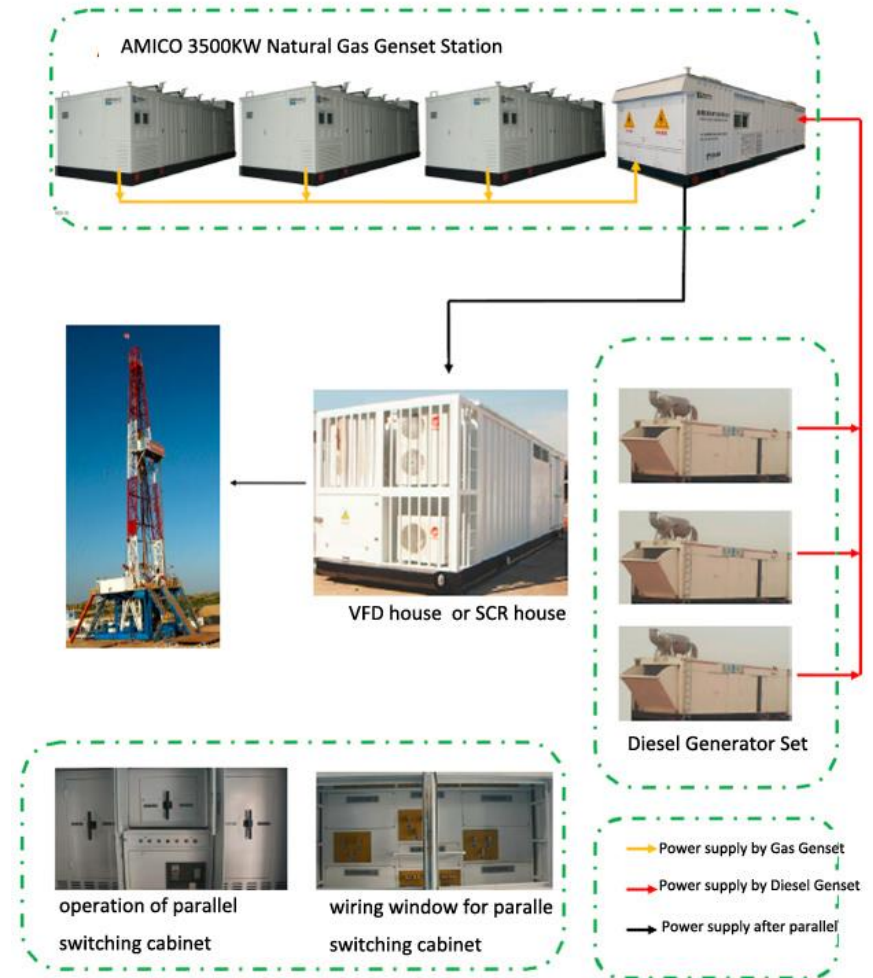 AMICO 3500KW Natural Gas Genset Station
VFD house or SCR house
Diesel Generator Set
operation of parallel
switching cabinet
wiring window for paralle
switching cabinet
Power supply by Gas Genset
Power supply by Diesel Genset
Power supply after parallel